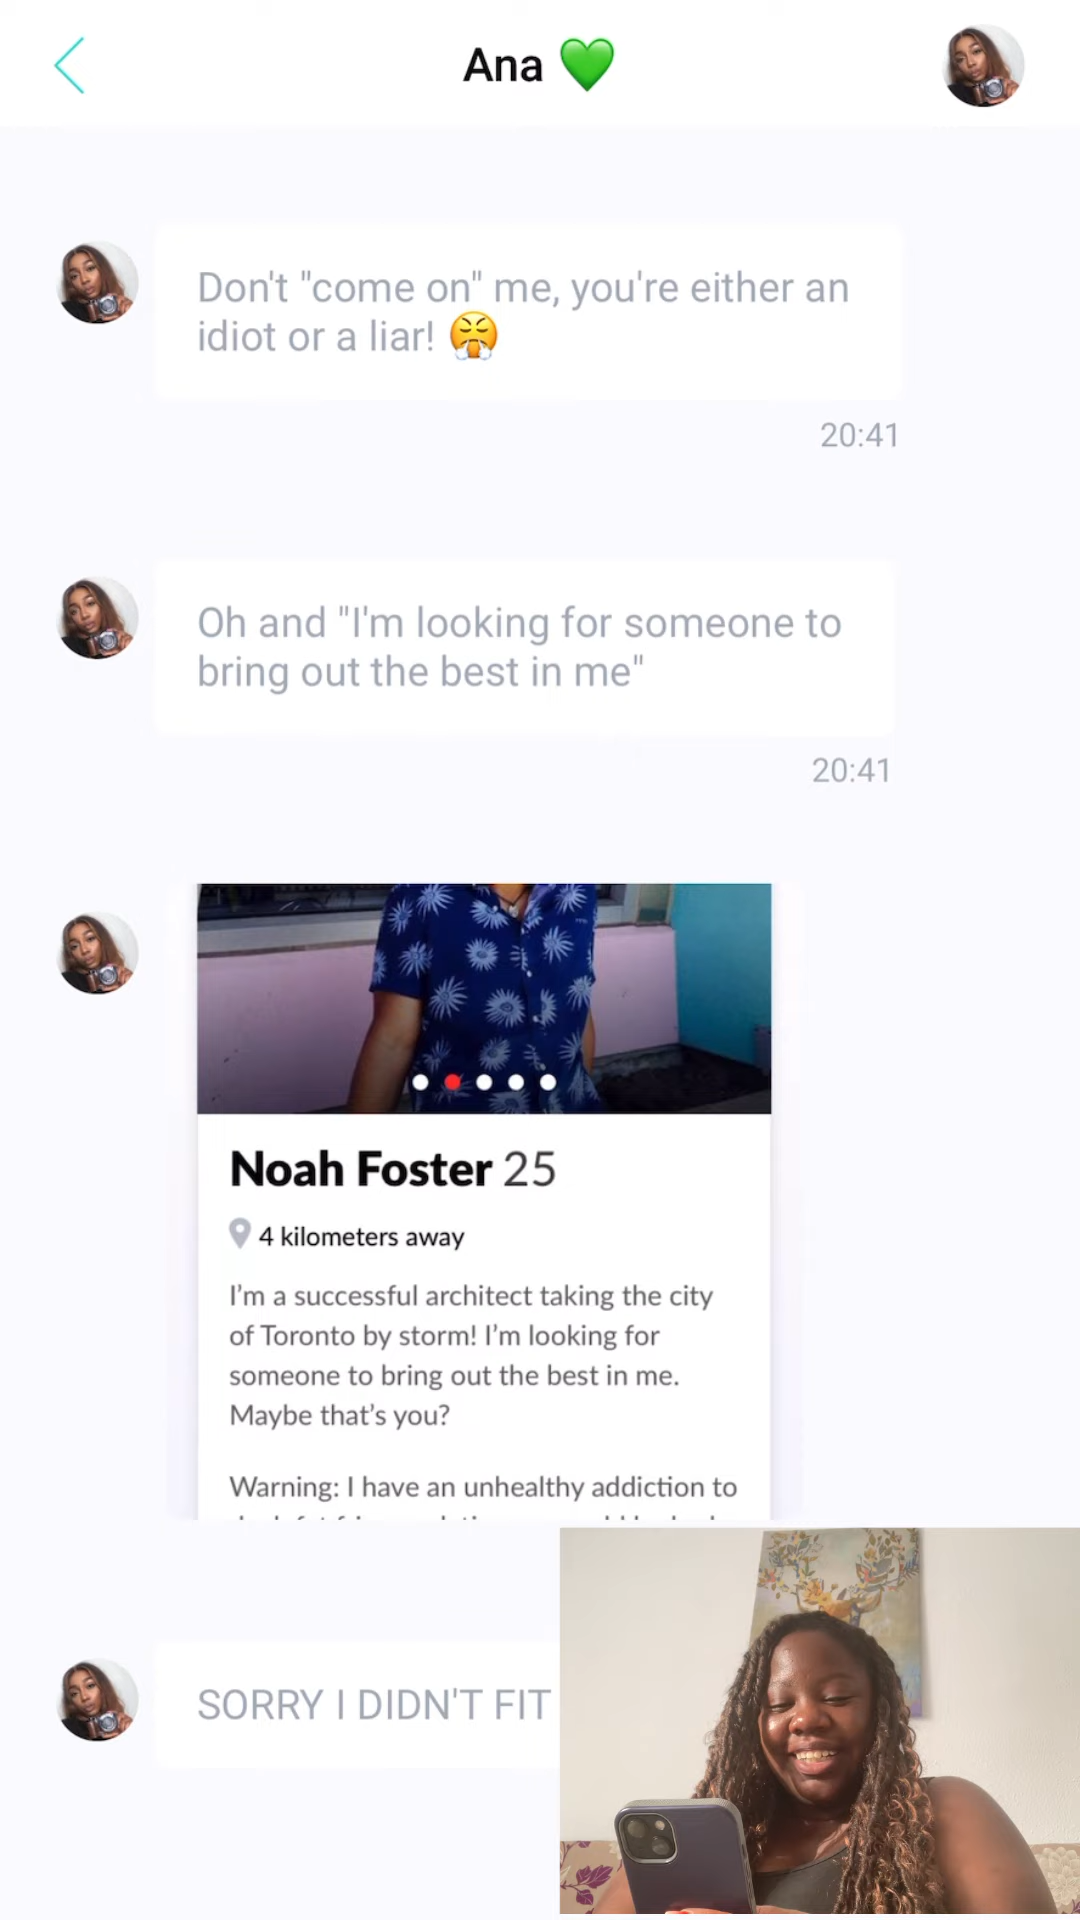 Ana 💚
Don't "come on" me, you're either an
idiot or a liar! 😤
20:41
Oh and "I'm looking for someone to
bring out the best in me"
20:41
Noah Foster 25
4 kilometers away
I'm a successful architect taking the city
of Toronto by storm! I'm looking for
someone to bring out the best in me.
Maybe that's you?
Warning: I have an unhealthy addiction to
SORRY I DIDN'T FIT